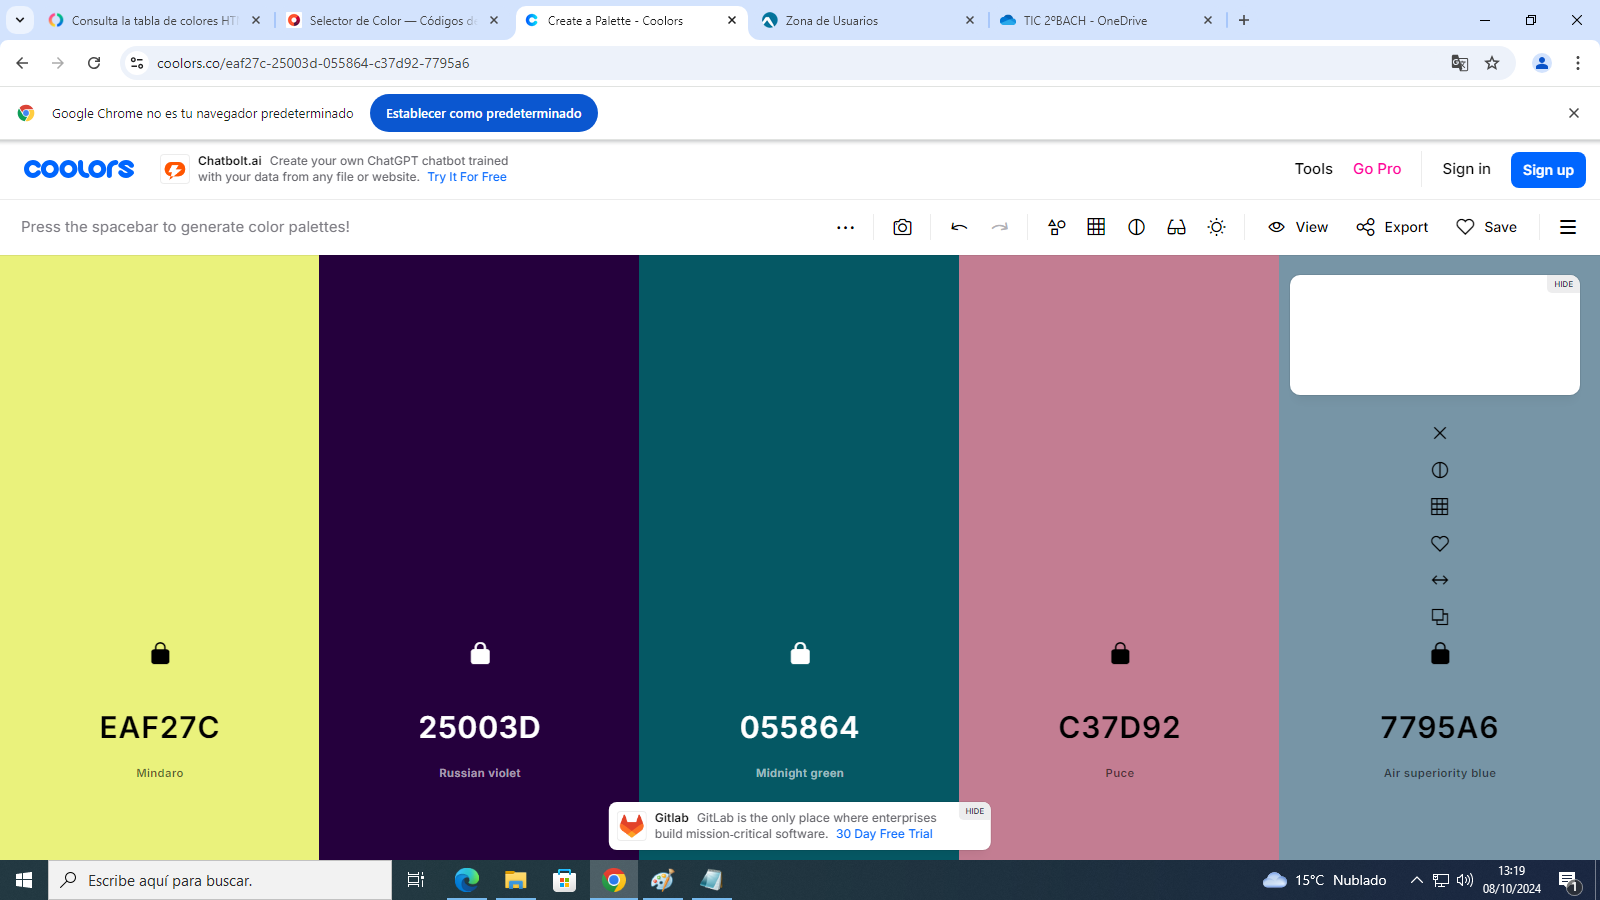 Consulta la tabla de colores HT
Selector de Color — Códigos de
Create a Palette - Coolors
Zona de Usuarios
TIC 2ºBACH - OneDrive
coolors.co/eaf27c-25003d-055864-c37d92-7795a6
Google Chrome no es tu navegador predeterminado
Establecer como predeterminado
coolors
Chatbolt.ai Create your own ChatGPT chatbot trained
with your data from any file or website. Try It For Free
Tools
Go Pro
Sign in
Sign up
Press the spacebar to generate color palettes!
View
Export
Save
HIDE
EAF27C
25003D
055864
C37D92
7795A6
Mindaro
Russian violet
Midnight green
Puce
Air superiority blue
Gitlab GitLab is the only place where enterprises
build mission-critical software. 30 Day Free Trial
HIDE
Escribe aquí para buscar.
15°C Nublado
13:19
08/10/2024
1